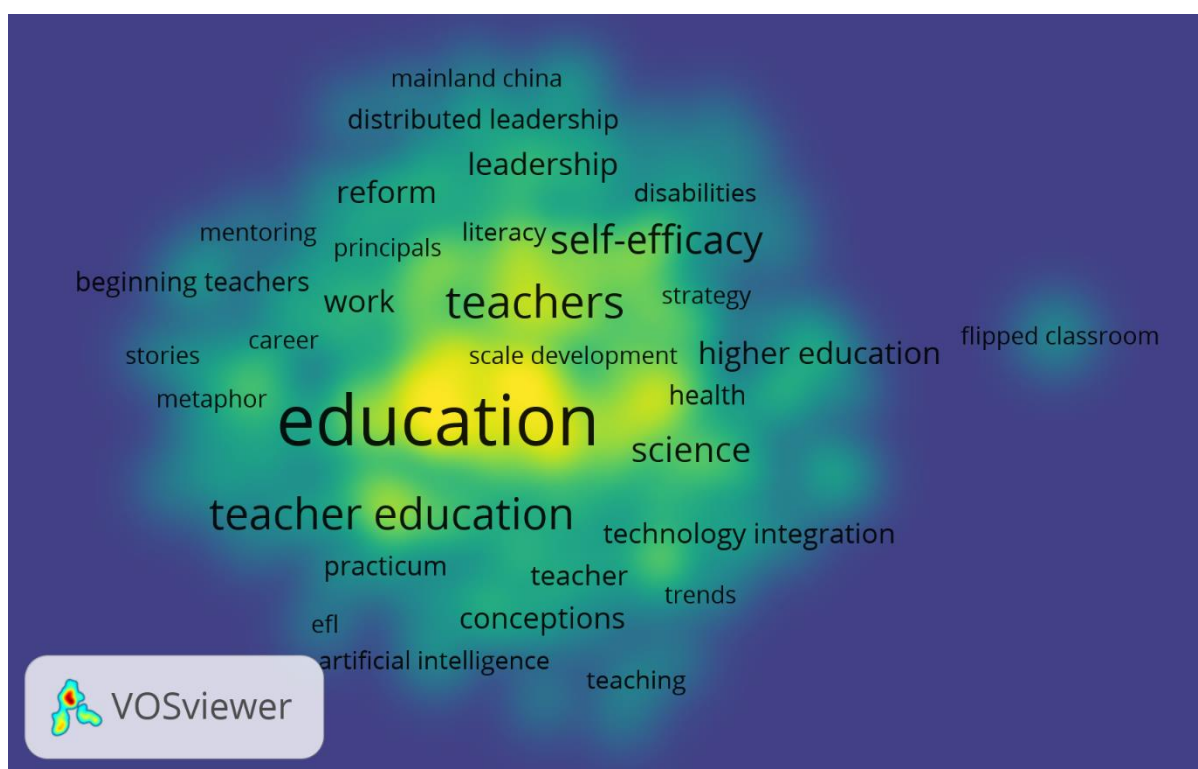 mainland china
distributed leadership
leadership
reform
disabilities
mentoring
principals
literacy
self-efficacy
beginning teachers
work
teachers
strategy
stories
career
scale development
higher education
flipped classroom
metaphor
education
health
science
teacher education
technology integration
practicum
teacher
trends
efl
conceptions
artificial intelligence
teaching
VOSviewer